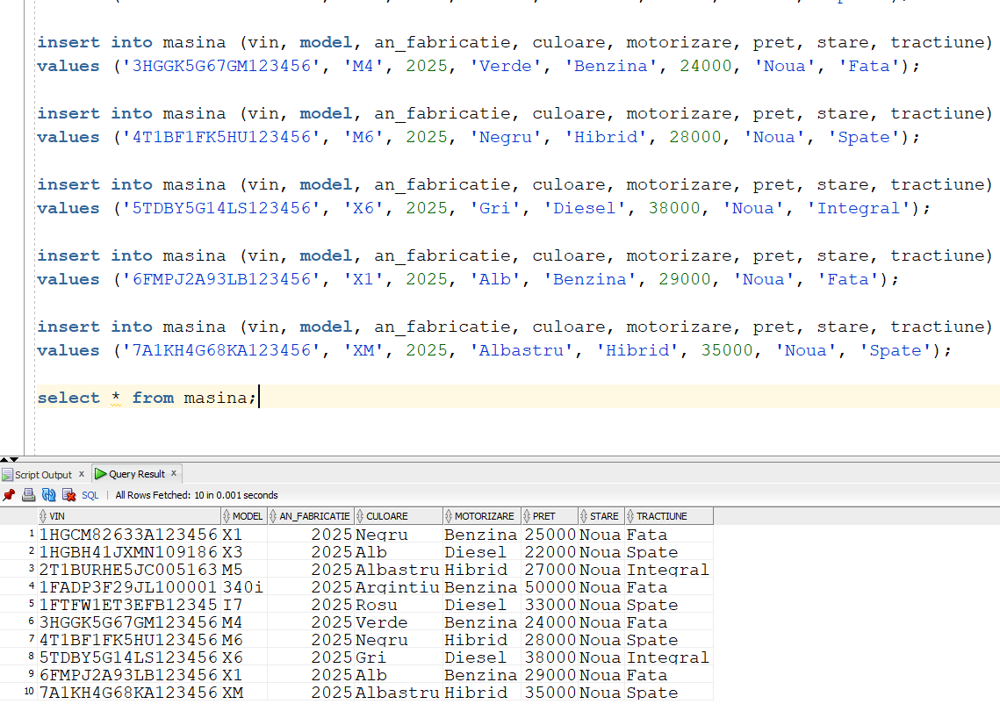 insert into masina (vin, model, an_fabricatie, culoare, motorizare, pret, stare, tractiune)
values ('3HGGK5G67GM123456', 'M4', 2025, 'Verde', 'Benzina', 24000, 'Noua', 'Fata');
insert into masina (vin, model, an_fabricatie, culoare, motorizare, pret, stare, tractiune)
values ('4T1BF1FK5HU123456', 'M6', 2025, 'Negru', 'Hibrid', 28000, 'Noua', 'Spate');
insert into masina (vin, model, an_fabricatie, culoare, motorizare, pret, stare, tractiune)
values ('5TDBY5G14LS123456', 'X6', 2025, 'Gri', 'Diesel', 38000, 'Noua', 'Integral');
insert into masina (vin, model, an_fabricatie, culoare, motorizare, pret, stare, tractiune)
values ('6FMPJ2A93LB123456', 'X1', 2025, 'Alb', 'Benzina', 29000, 'Noua', 'Fata');
insert into masina (vin, model, an_fabricatie, culoare, motorizare, pret, stare, tractiune)
values ('7A1KH4G68KA123456', 'XM', 2025, 'Albastru', 'Hibrid', 35000, 'Noua', 'Spate');
select * from masina;
Script Output x Query Result x
SQL | All Rows Fetched: 10 in 0.001 seconds
VIN MODEL AN_FABRICATIE CULOARE MOTORIZARE PRET STARE TRACTIUNE
1 1HGCM82633A123456 X1 2025 Negru Benzina 25000 Noua Fata
2 1HGBH41JXMN109186 X3 2025 Alb Diesel 22000 Noua Spate
3 2T1BURHE5JC005163 M5 2025 Albastru Hibrid 27000 Noua Integral
4 1FADP3F29JL100001 340i 2025 Argintiu Benzina 50000 Noua Fata
5 1FTFW1ET3EFB12345 I7 2025 Rosu Diesel 33000 Noua Spate
6 3HGGK5G67GM123456 M4 2025 Verde Benzina 24000 Noua Fata
7 4T1BF1FK5HU123456 M6 2025 Negru Hibrid 28000 Noua Spate
8 5TDBY5G14LS123456 X6 2025 Gri Diesel 38000 Noua Integral
9 6FMPJ2A93LB123456 X1 2025 Alb Benzina 29000 Noua Fata
10 7A1KH4G68KA123456 XM 2025 Albastru Hibrid 35000 Noua Spate